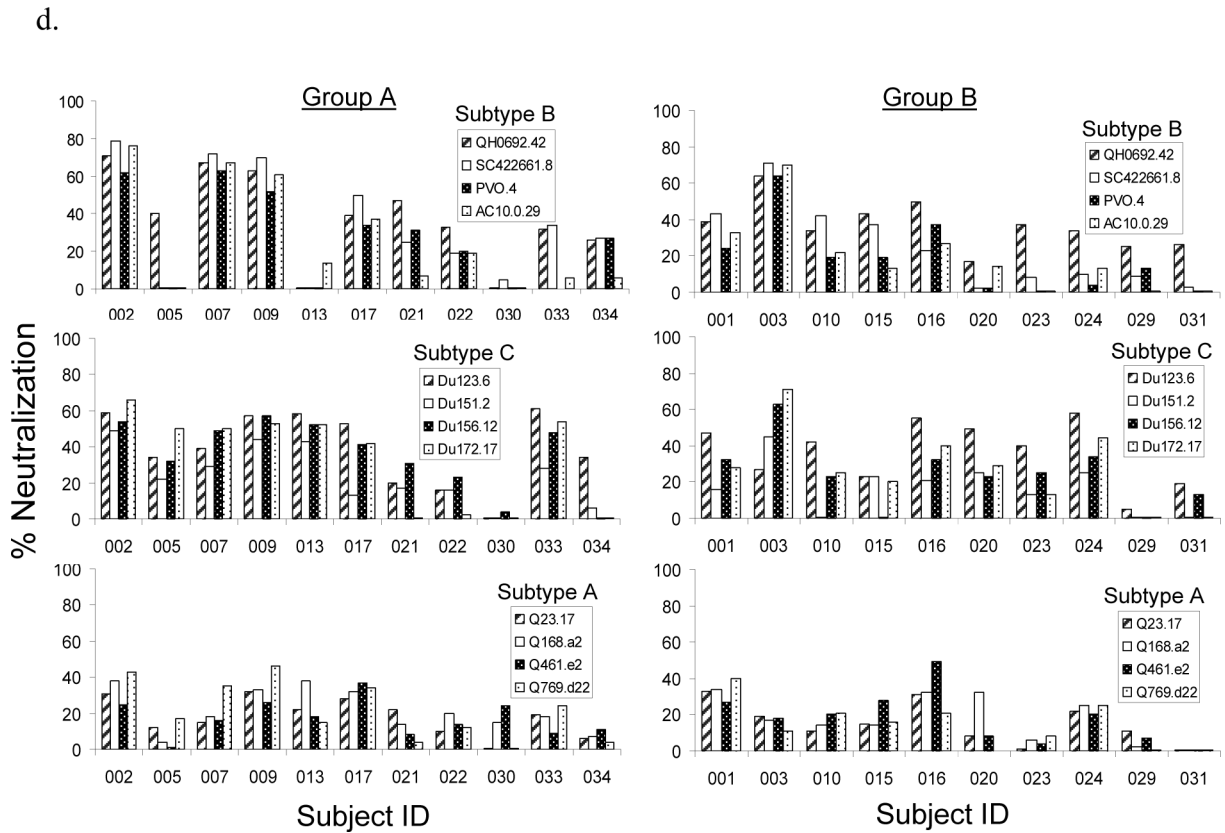 d.
Group A
Group B
% Neutralization
Subtype B
QH0692.42
SC422661.8
PVO.4
AC10.0.29
100
80
60
40
20
0
002 005 007 009 013 017 021 022 030 033 034
Subtype B
QH0692.42
SC422661.8
PVO.4
AC10.0.29
100
80
60
40
20
0
001 003 010 015 016 020 023 024 029 031
Subtype C
Du123.6
Du151.2
Du156.12
Du172.17
100
80
60
40
20
0
002 005 007 009 013 017 021 022 030 033 034
Subtype C
Du123.6
Du151.2
Du156.12
Du172.17
100
80
60
40
20
0
001 003 010 015 016 020 023 024 029 031
Subtype A
Q23.17
Q168.a2
Q461.e2
Q769.d22
100
80
60
40
20
0
002 005 007 009 013 017 021 022 030 033 034
Subject ID
Subtype A
Q23.17
Q168.a2
Q461.e2
Q769.d22
100
80
60
40
20
0
001 003 010 015 016 020 023 024 029 031
Subject ID